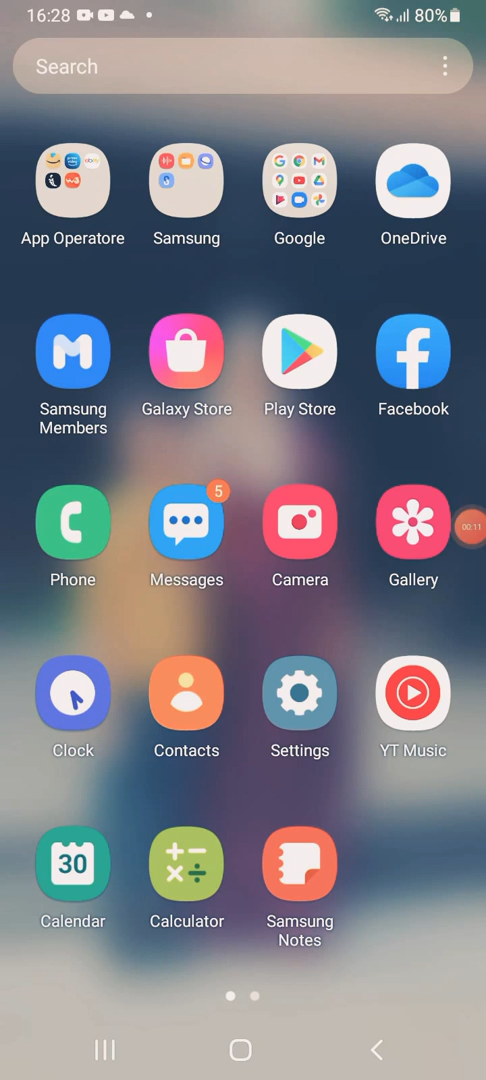 16:28 80%
Search
App Operatore Samsung Google OneDrive
Samsung Members Galaxy Store Play Store Facebook
5
Phone Messages Camera Gallery
00:11
Clock Contacts Settings YT Music
30
Calendar Calculator Samsung Notes